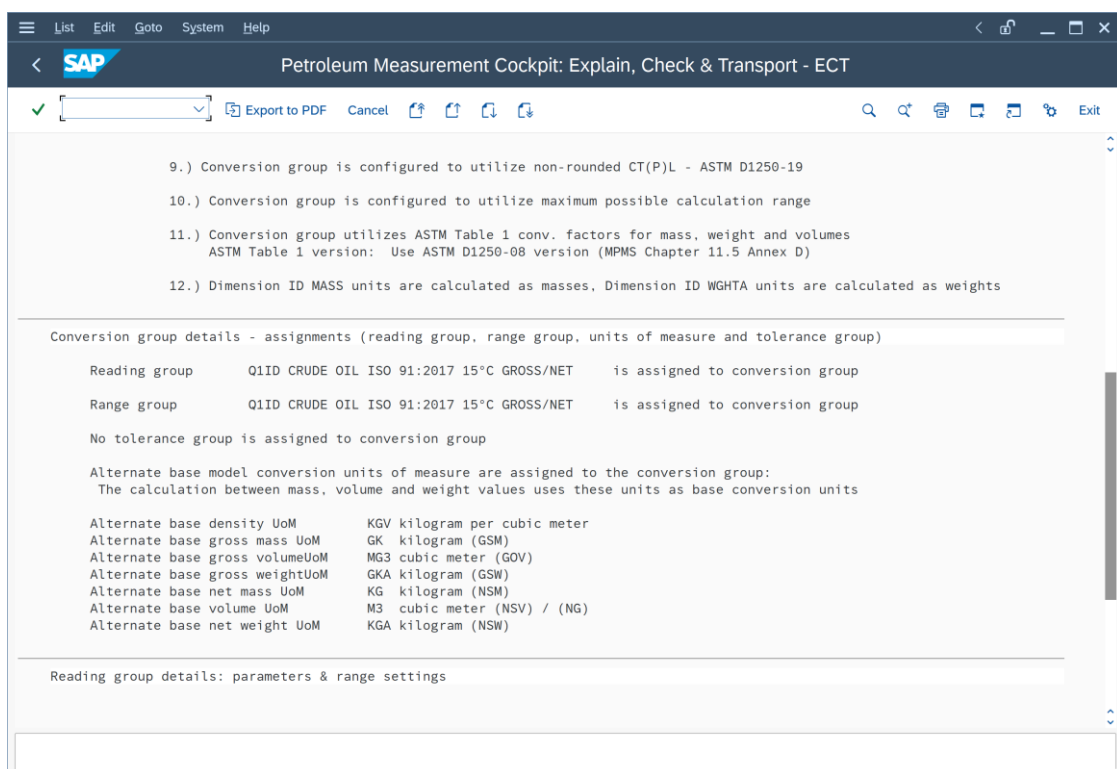 List Edit Goto System Help
SAP Petroleum Measurement Cockpit: Explain, Check & Transport - ECT
Export to PDF Cancel Exit
9.) Conversion group is configured to utilize non-rounded CT(P)L - ASTM D1250-19
10.) Conversion group is configured to utilize maximum possible calculation range
11.) Conversion group utilizes ASTM Table 1 conv. factors for mass, weight and volumes
ASTM Table 1 version: Use ASTM D1250-08 version (MPMS Chapter 11.5 Annex D)
12.) Dimension ID MASS units are calculated as masses, Dimension ID WGHTA units are calculated as weights
Conversion group details - assignments (reading group, range group, units of measure and tolerance group)
Reading group Q1ID CRUDE OIL ISO 91:2017 15°C GROSS/NET is assigned to conversion group
Range group Q1ID CRUDE OIL ISO 91:2017 15°C GROSS/NET is assigned to conversion group
No tolerance group is assigned to conversion group
Alternate base model conversion units of measure are assigned to the conversion group:
The calculation between mass, volume and weight values uses these units as base conversion units
Alternate base density UoM KGV kilogram per cubic meter
Alternate base gross mass UoM GK kilogram (GSM)
Alternate base gross volumeUoM MG3 cubic meter (GOV)
Alternate base gross weightUoM GKA kilogram (GSW)
Alternate base net mass UoM KG kilogram (NSM)
Alternate base volume UoM M3 cubic meter (NSV) / (NG)
Alternate base net weight UoM KGA kilogram (NSW)
Reading group details: parameters & range settings